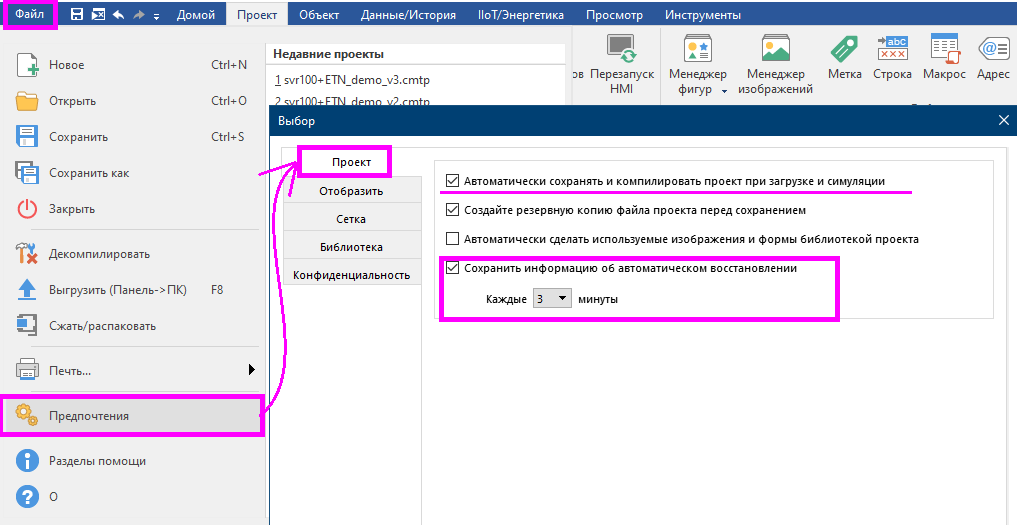 Файл Домой Проект Объект Данные/История IIoT/Энергетика Просмотр Инструменты
Новое Ctrl+N
Открыть Ctrl+O
Сохранить Ctrl+S
Сохранить как
Закрыть
Декомпилировать
Выгрузить (Панель->ПК) F8
Сжать/распаковать
Печть...
Предпочтения
Разделы помощи
О
Недавние проекты
1 svr100+ETN_demo_v3.cmtp
2 svr100+ETN_demo_v2.cmtp
ов Перезапуск HMI
Менеджер фигур
Менеджер изображений
Метка
Строка
abc
XXX
Макрос
Адрес
Выбор
Проект
Отобразить
Сетка
Библиотека
Конфиденциальность
Автоматически сохранять и компилировать проект при загрузке и симуляции
Создайте резервную копию файла проекта перед сохранением
Автоматически сделать используемые изображения и формы библиотекой проекта
Сохранить информацию об автоматическом восстановлении
Каждые 3 минуты